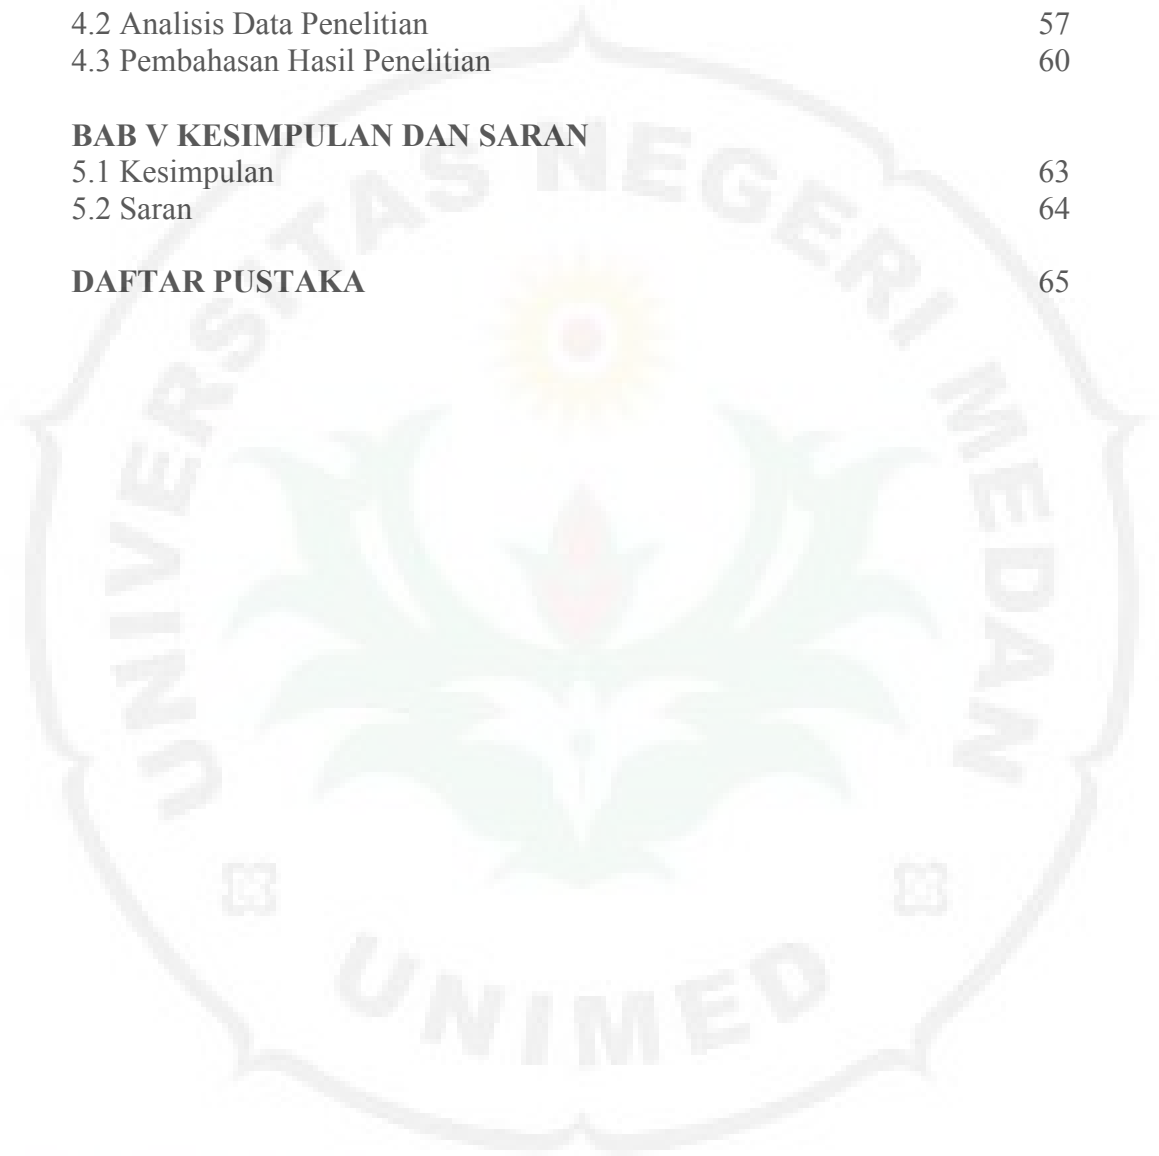 4.2 Analisis Data Penelitian 57
4.3 Pembahasan Hasil Penelitian 60
BAB V KESIMPULAN DAN SARAN
5.1 Kesimpulan 63
5.2 Saran 64
DAFTAR PUSTAKA 65
UNIVERSITAS NEGERI MEDAN
UNIMED